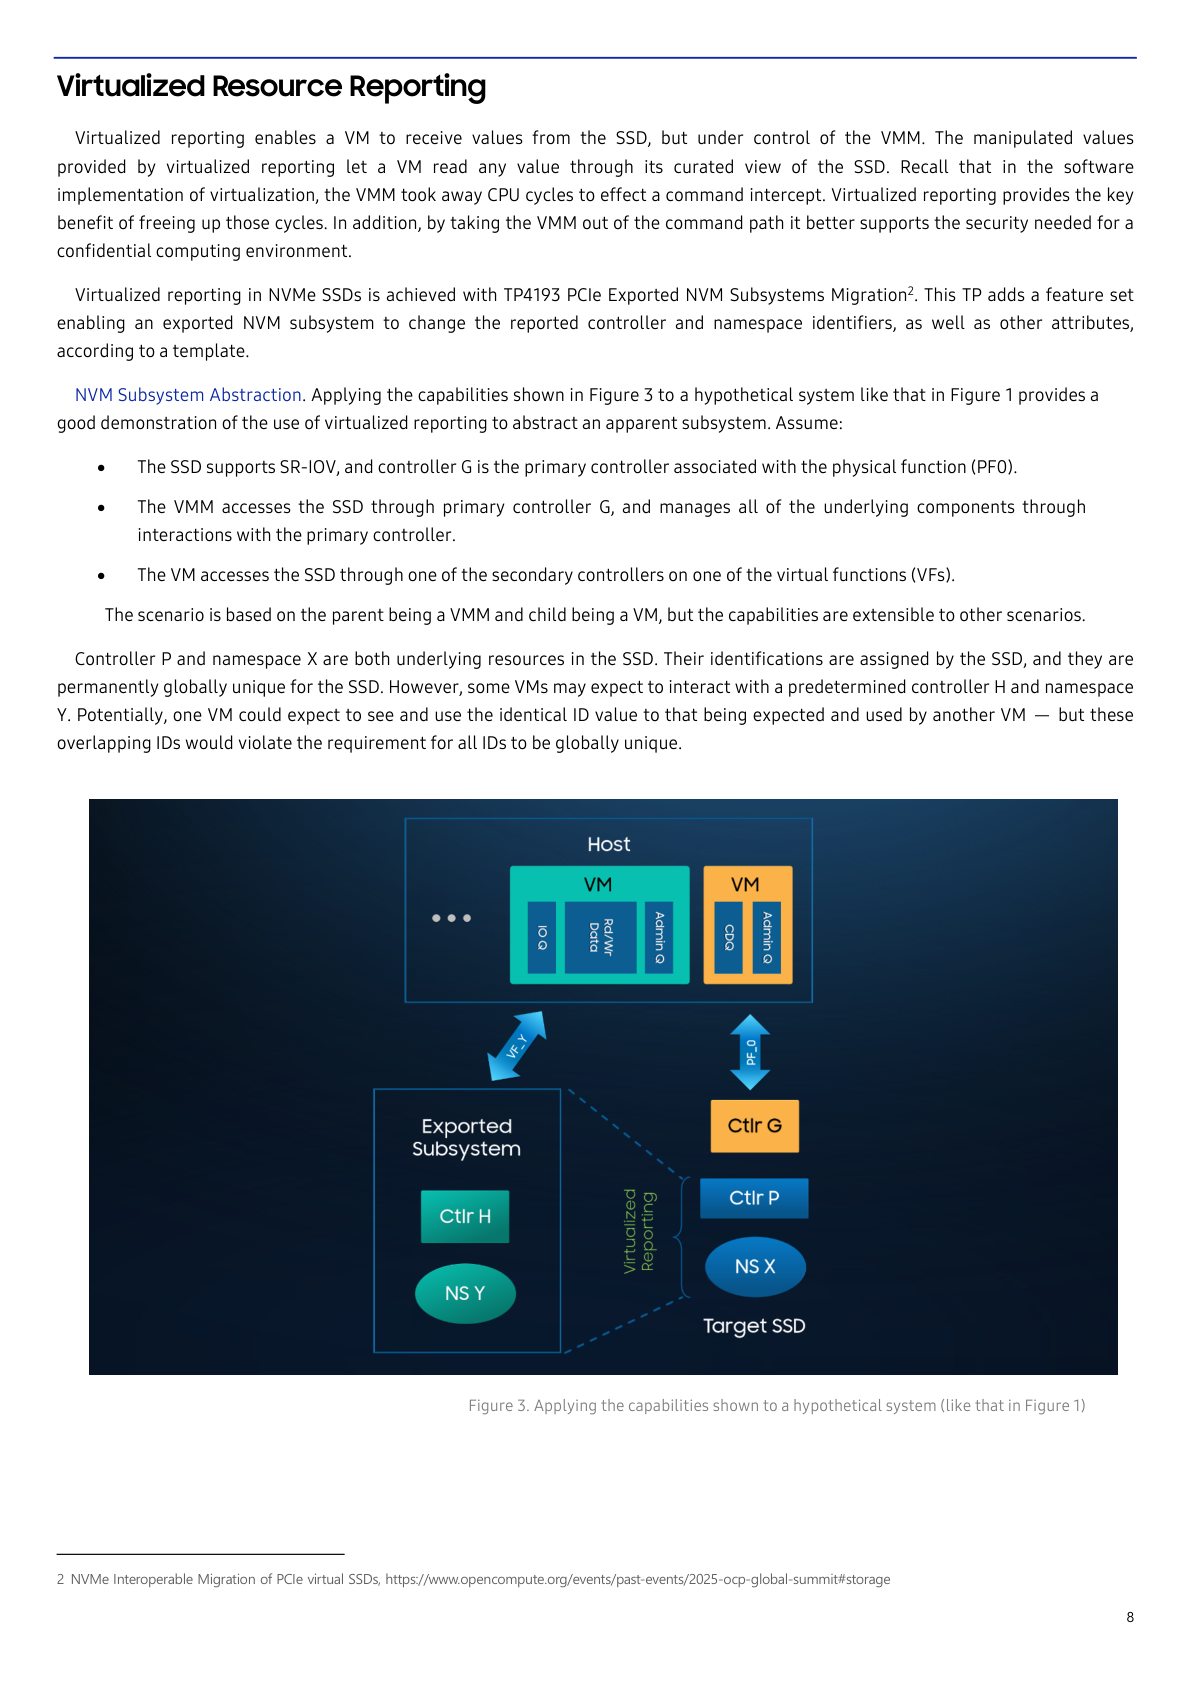 Virtualized Resource Reporting
Virtualized reporting enables a VM to receive values from the SSD, but under control of the VMM. The manipulated values
provided by virtualized reporting let a VM read any value through its curated view of the SSD. Recall that in the software
implementation of virtualization, the VMM took away CPU cycles to effect a command intercept. Virtualized reporting provides the key
benefit of freeing up those cycles. In addition, by taking the VMM out of the command path it better supports the security needed for a
confidential computing environment.
Virtualized reporting in NVMe SSDs is achieved with TP4193 PCIe Exported NVM Subsystems Migration2. This TP adds a feature set
enabling an exported NVM subsystem to change the reported controller and namespace identifiers, as well as other attributes,
according to a template.
NVM Subsystem Abstraction. Applying the capabilities shown in Figure 3 to a hypothetical system like that in Figure 1 provides a
good demonstration of the use of virtualized reporting to abstract an apparent subsystem. Assume:
• The SSD supports SR-IOV, and controller G is the primary controller associated with the physical function (PF0).
• The VMM accesses the SSD through primary controller G, and manages all of the underlying components through
interactions with the primary controller.
• The VM accesses the SSD through one of the secondary controllers on one of the virtual functions (VFs).
The scenario is based on the parent being a VMM and child being a VM, but the capabilities are extensible to other scenarios.
Controller P and namespace X are both underlying resources in the SSD. Their identifications are assigned by the SSD, and they are
permanently globally unique for the SSD. However, some VMs may expect to interact with a predetermined controller H and namespace
Y. Potentially, one VM could expect to see and use the identical ID value to that being expected and used by another VM — but these
overlapping IDs would violate the requirement for all IDs to be globally unique.
Host
VM
IO Q
Rd/Wr
Data
Admin Q
VM
CDQ
Admin Q
VF_Y
PF_0
Exported
Subsystem
Ctlr H
NS Y
Virtualized
Reporting
Ctlr G
Ctlr P
NS X
Target SSD
Figure 3. Applying the capabilities shown to a hypothetical system (like that in Figure 1)
2 NVMe Interoperable Migration of PCIe virtual SSDs, https://www.opencompute.org/events/past-events/2025-ocp-global-summit#storage
8